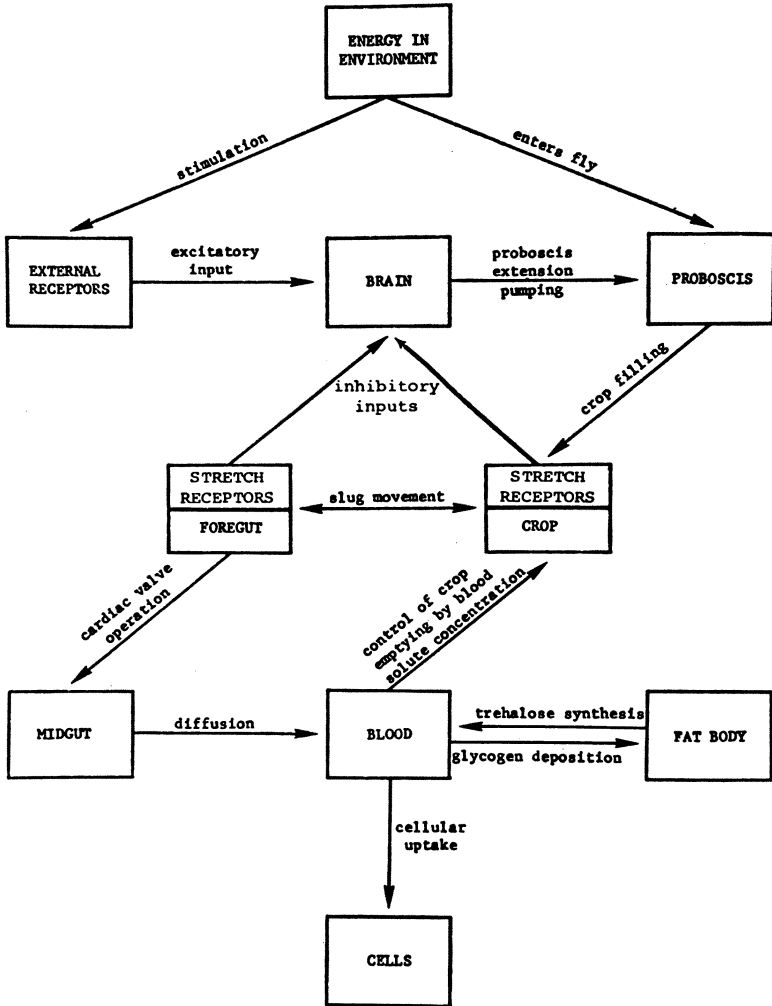 ENERGY IN
ENVIRONMENT
stimulation
enters fly
EXTERNAL
RECEPTORS
excitatory
input
BRAIN
proboscis
extension
pumping
PROBOSCIS
crop filling
inhibitory
inputs
STRETCH
RECEPTORS
FOREGUT
slug movement
STRETCH
RECEPTORS
CROP
cardiac valve
operation
control of crop
emptying by blood
solute concentration
MIDGUT
diffusion
BLOOD
trehalose synthesis
glycogen deposition
FAT BODY
cellular
uptake
CELLS